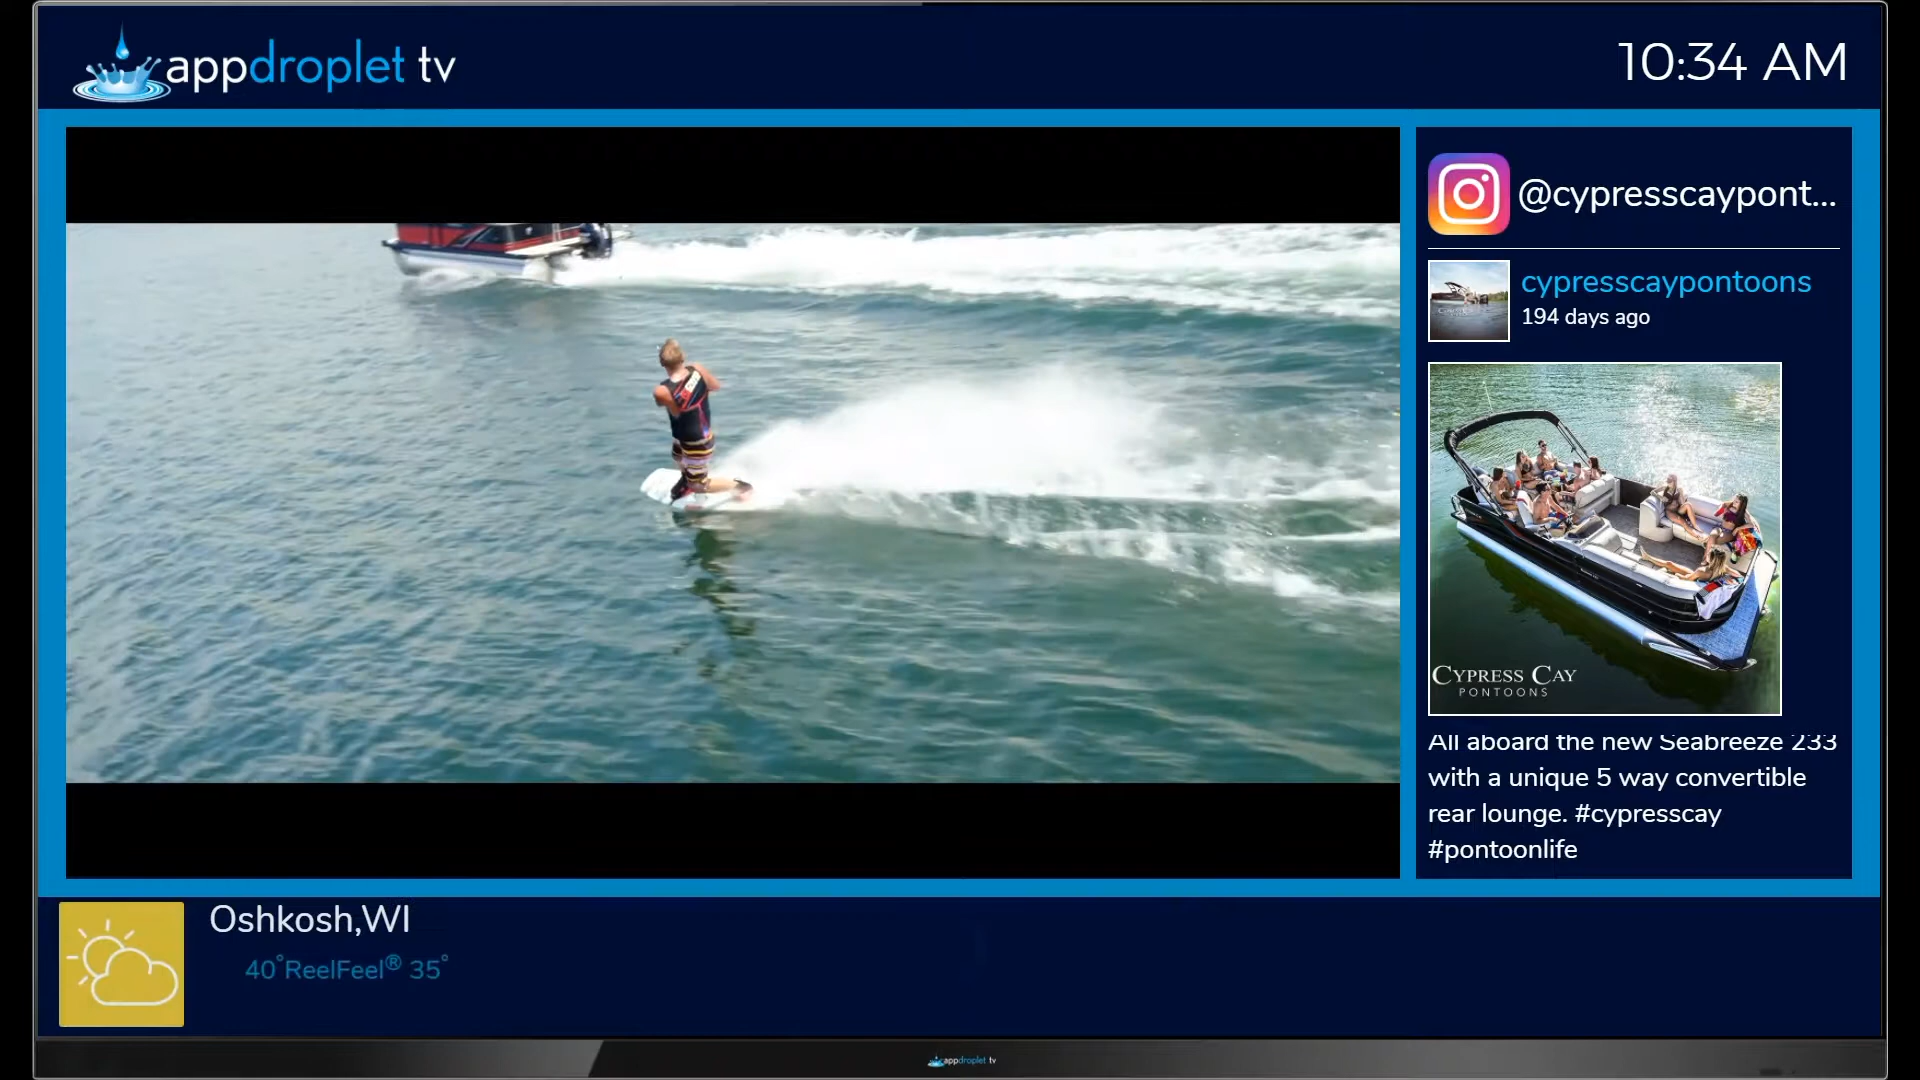 appdroplet tv
10:34 AM
@cypresscaypont...
cypresscaypontoons
194 days ago
CYPRESS CAY
PONTOONS
All aboard the new Seabreeze 233
with a unique 5 way convertible
rear lounge. #cypresscay
#pontoonlife
Oshkosh,WI
40°ReelFeel® 35°
appdroplet tv